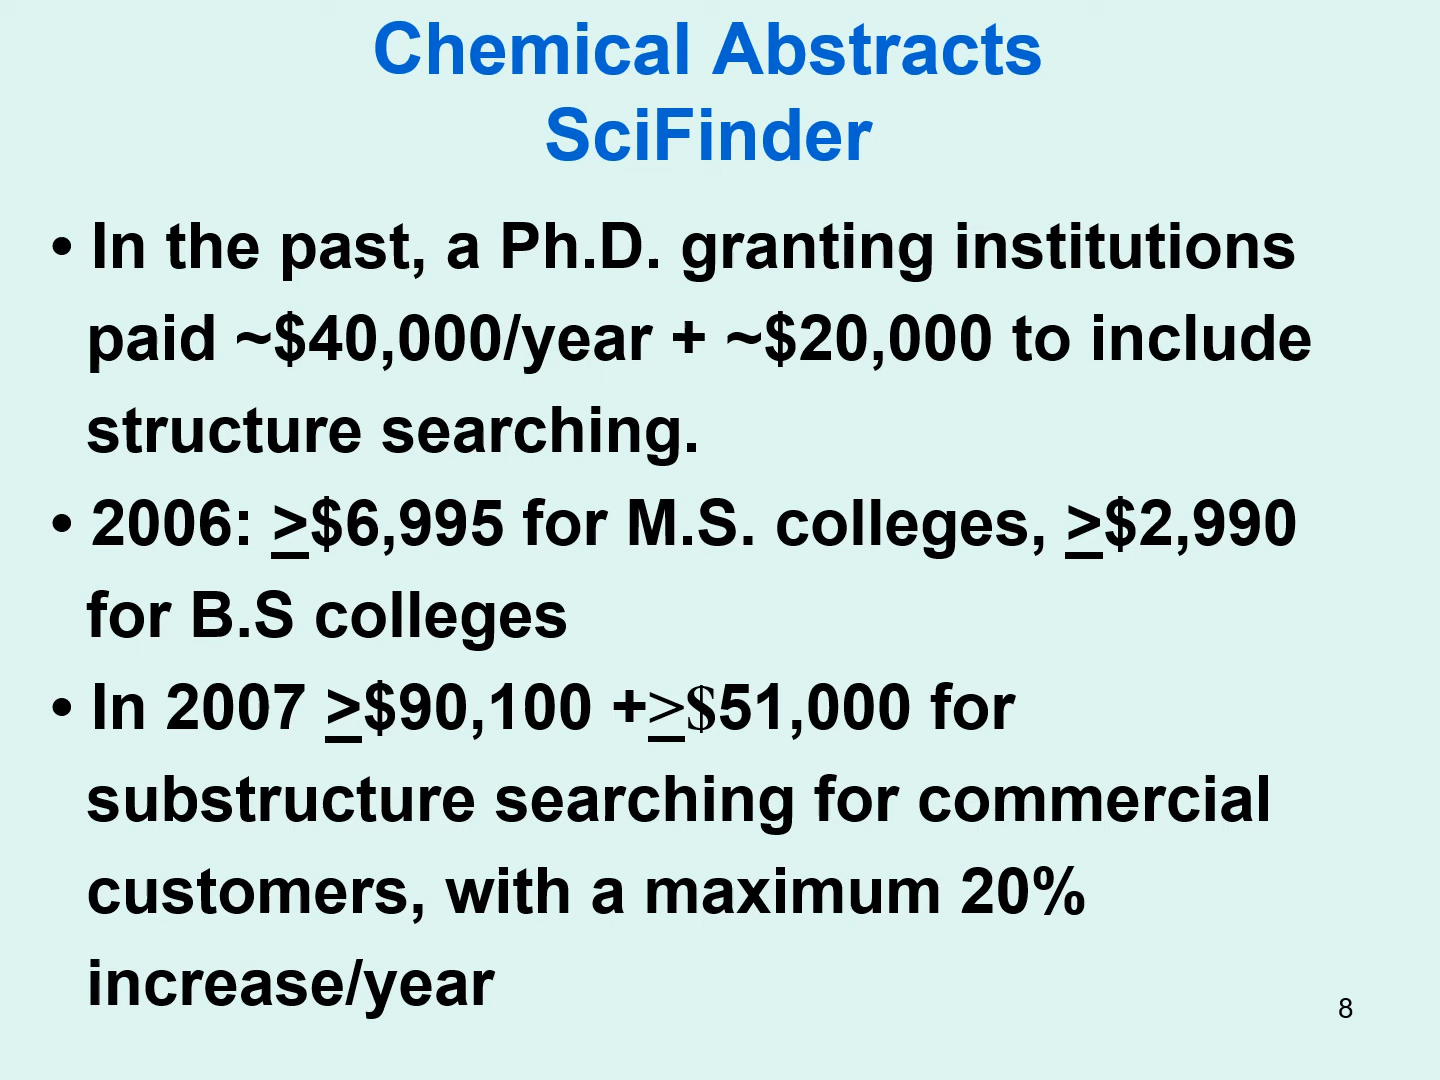 Chemical Abstracts
SciFinder
• In the past, a Ph.D. granting institutions
paid ~$40,000/year + ~$20,000 to include
structure searching.
• 2006: >$6,995 for M.S. colleges, >$2,990
for B.S colleges
• In 2007 >$90,100 +>$51,000 for
substructure searching for commercial
customers, with a maximum 20%
increase/year
8